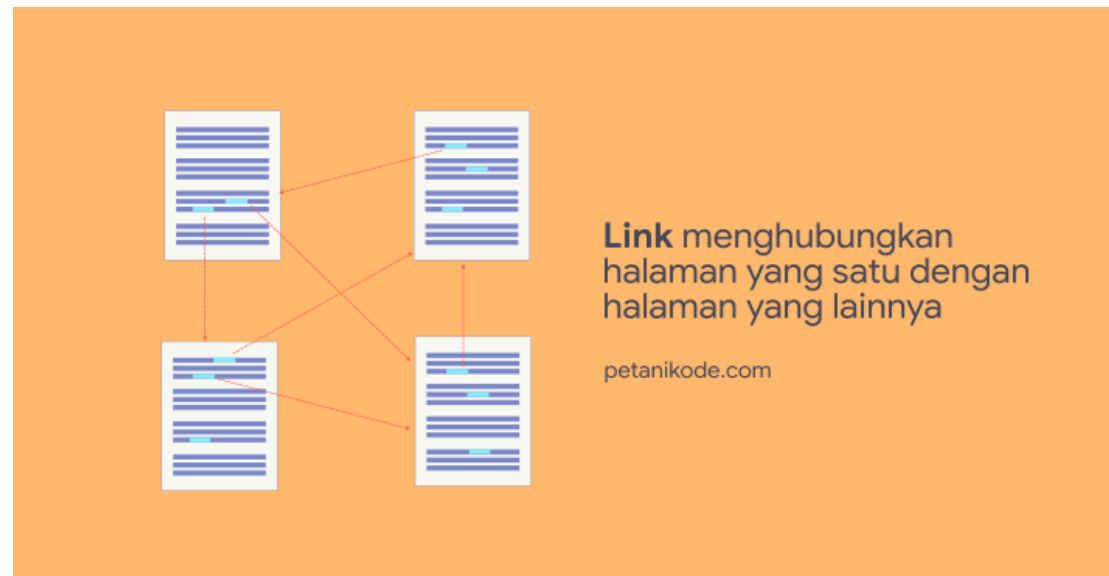 Link menghubungkan
halaman yang satu dengan
halaman yang lainnya
petanikode.com